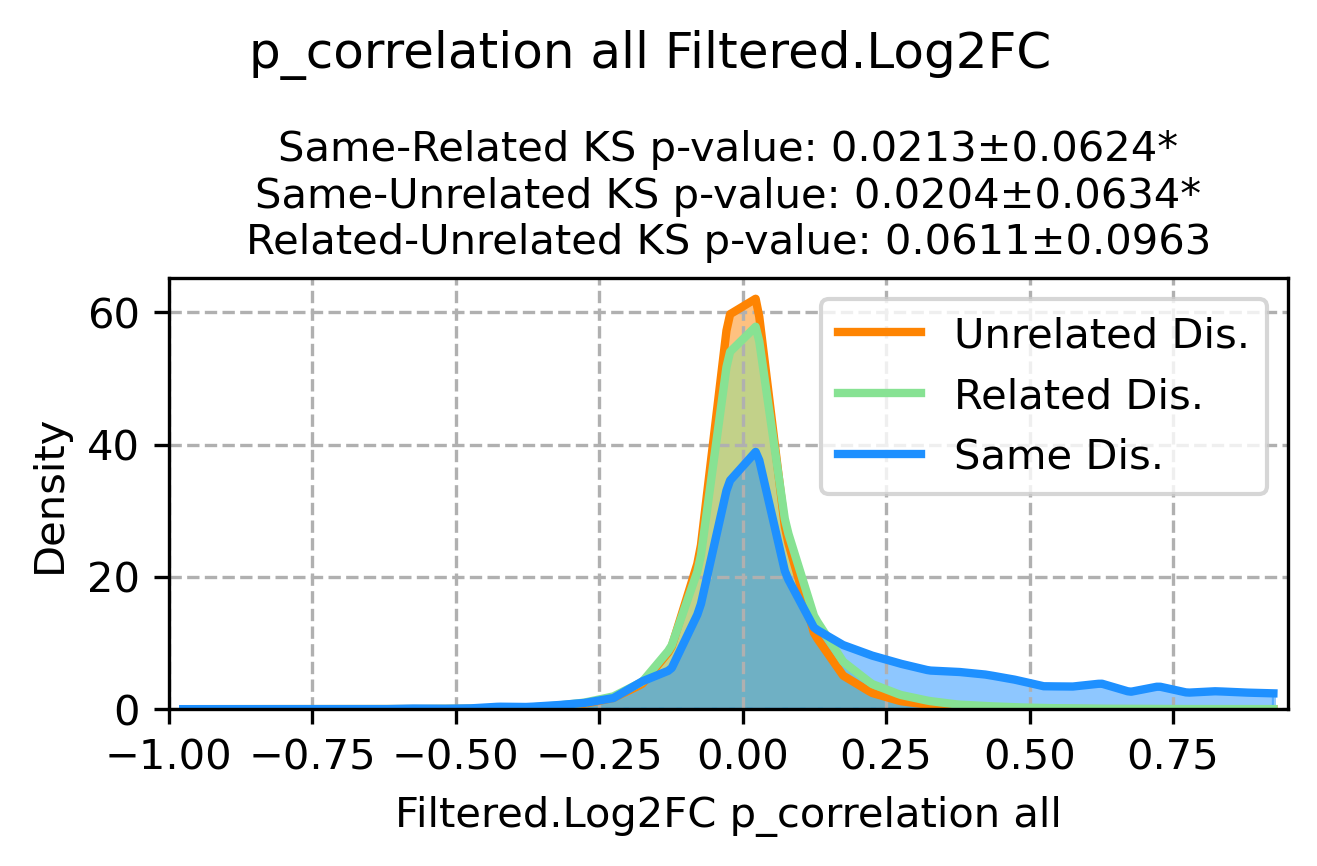 p_correlation all Filtered.Log2FC
Same-Related KS p-value: 0.0213±0.0624*
Same-Unrelated KS p-value: 0.0204±0.0634*
Related-Unrelated KS p-value: 0.0611±0.0963
60
40
20
0
Density
Unrelated Dis.
Related Dis.
Same Dis.
−1.00 −0.75 −0.50 −0.25 0.00 0.25 0.50 0.75
Filtered.Log2FC p_correlation all